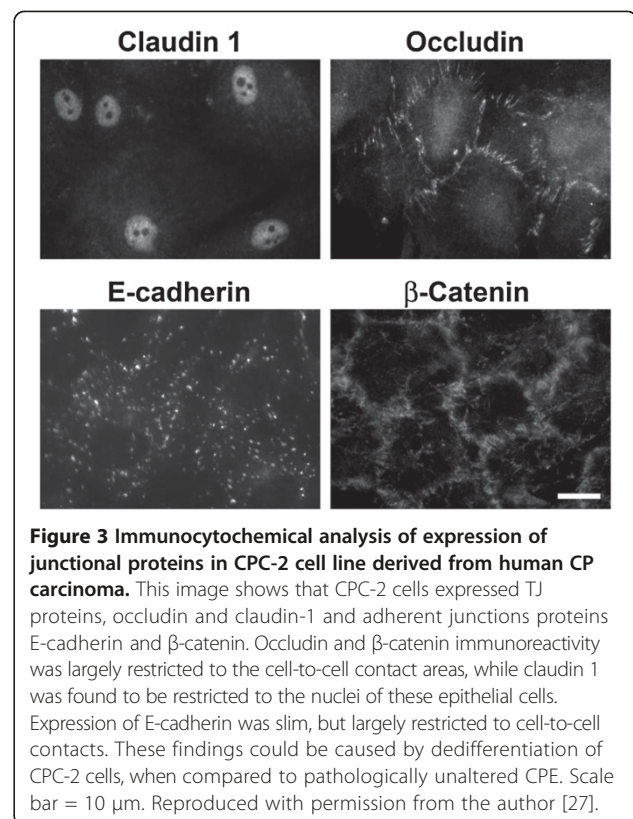 Claudin 1
Occludin
E-cadherin
β-Catenin
Figure 3 Immunocytochemical analysis of expression of
junctional proteins in CPC-2 cell line derived from human CP
carcinoma. This image shows that CPC-2 cells expressed TJ
proteins, occludin and claudin-1 and adherent junctions proteins
E-cadherin and β-catenin. Occludin and β-catenin immunoreactivity
was largely restricted to the cell-to-cell contact areas, while claudin 1
was found to be restricted to the nuclei of these epithelial cells.
Expression of E-cadherin was slim, but largely restricted to cell-to-cell
contacts. These findings could be caused by dedifferentiation of
CPC-2 cells, when compared to pathologically unaltered CPE. Scale
bar = 10 μm. Reproduced with permission from the author [27].